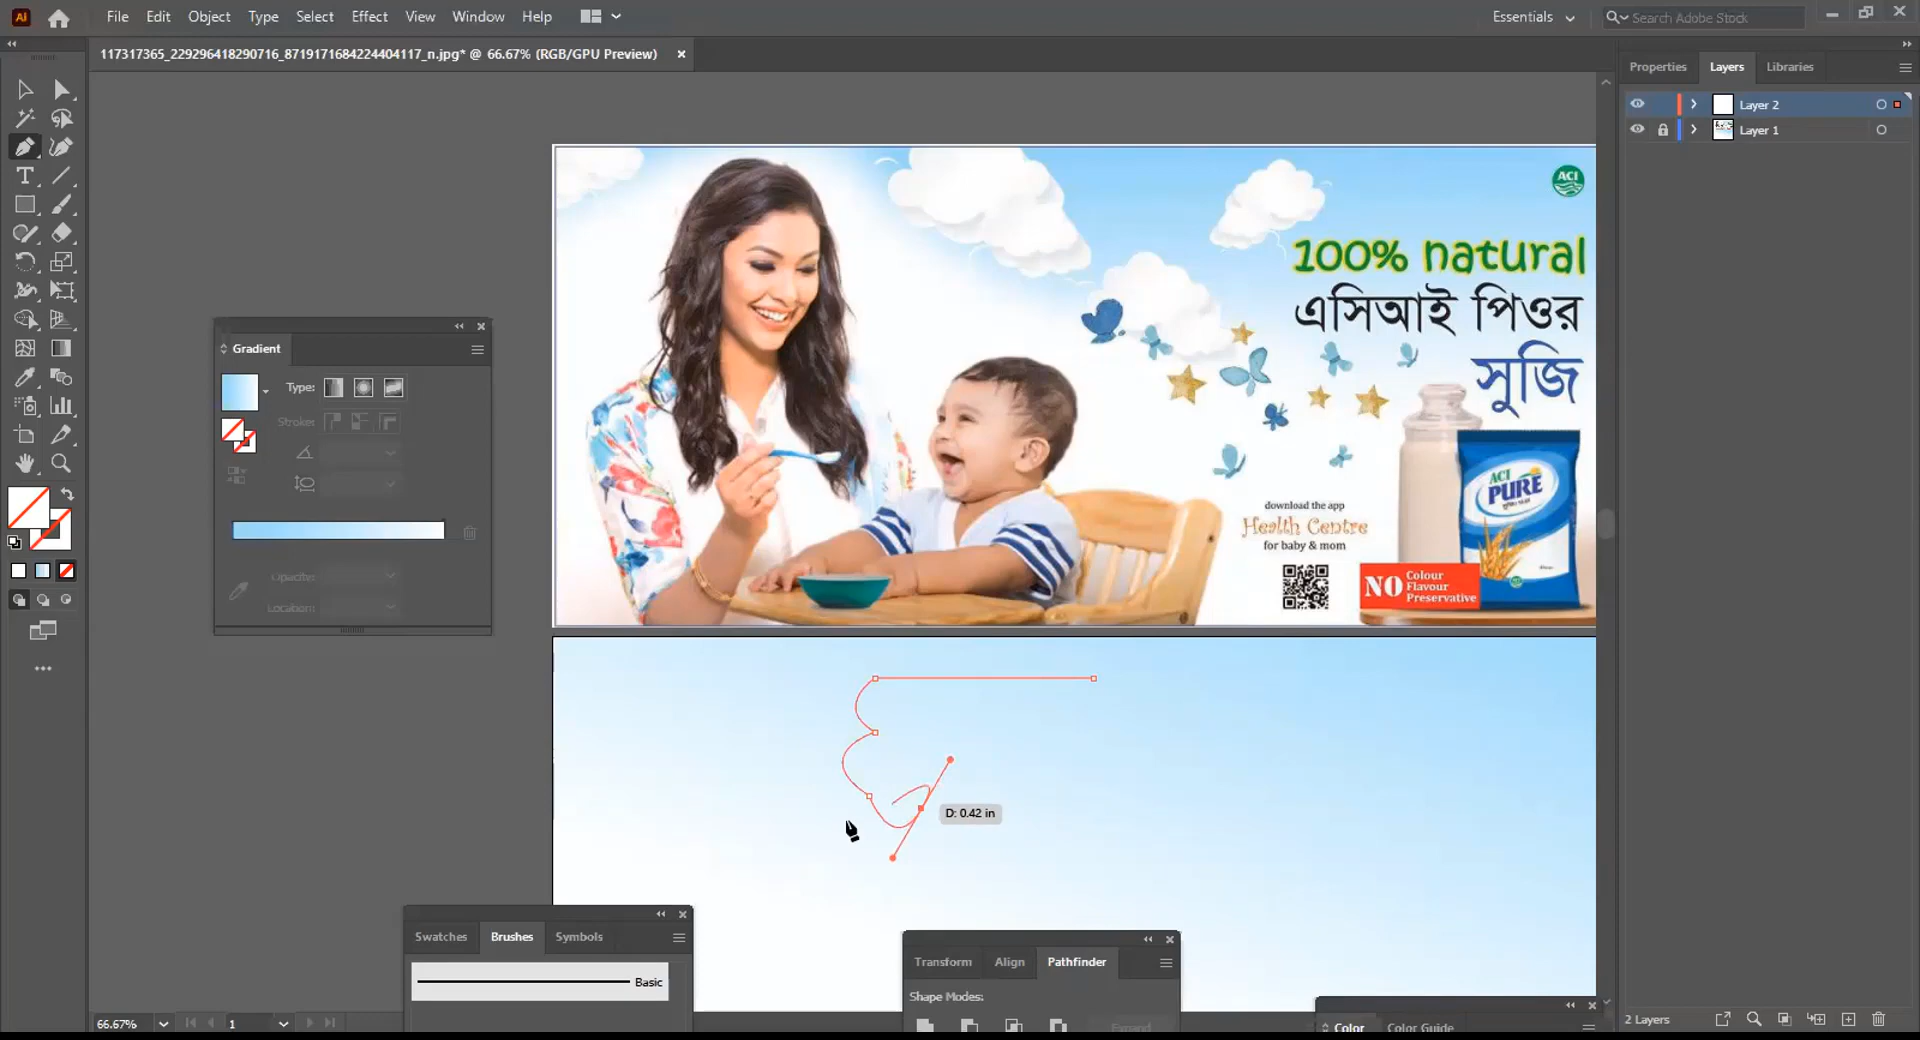 Ai File Edit Object Type Select Effect View Window Help Essentials Search Adobe Stock
117317365_229296418290716_8719171684224404117_n.jpg* @ 66.67% (RGB/GPU Preview)
Properties Layers Libraries
Layer 2
Layer 1
ACI
100% natural
এসিআই পিওর
সুজি
Gradient
Type:
Stroke:
Opacity:
Location:
ACI
PURE
download the app
Health Centre
for baby & mom
NO Colour
Flavour
Preservative
D: 0.42 in
Swatches Brushes Symbols
Basic
Transform Align Pathfinder
Shape Modes:
Expand
Color Color Guide
66.67% 1
2 Layers